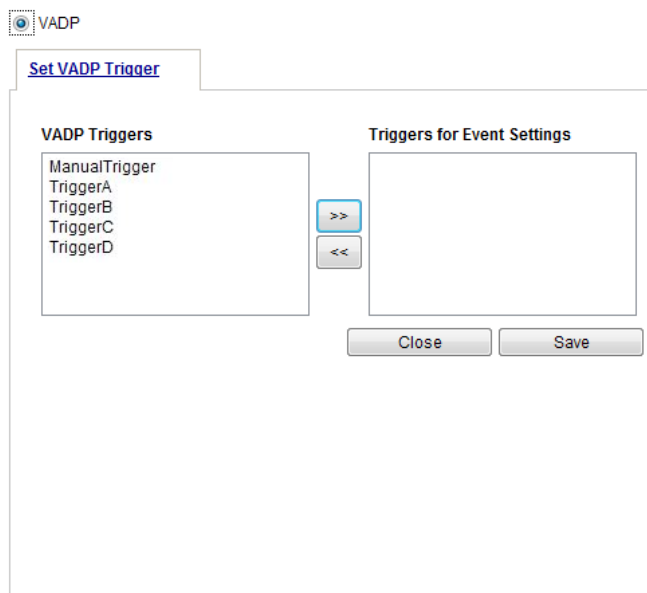 VADP
Set VADP Trigger
VADP Triggers
Triggers for Event Settings
ManualTrigger
TriggerA
TriggerB
TriggerC
TriggerD
>>
<<
Close
Save